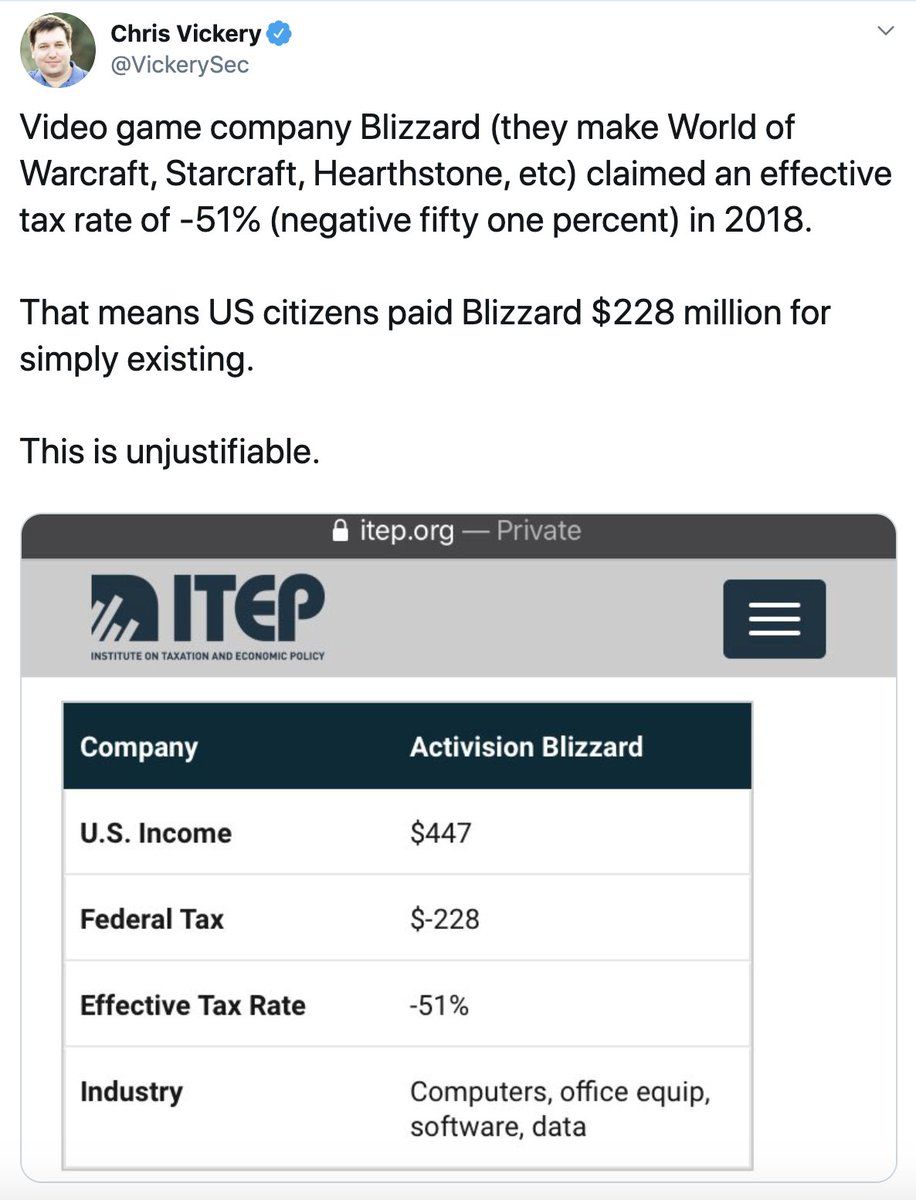 Chris Vickery
@VickerySec
Video game company Blizzard (they make World of
Warcraft, Starcraft, Hearthstone, etc) claimed an effective
tax rate of -51% (negative fifty one percent) in 2018.
That means US citizens paid Blizzard $228 million for
simply existing.
This is unjustifiable.
itep.org — Private
ITEP
INSTITUTE ON TAXATION AND ECONOMIC POLICY
Company Activision Blizzard
U.S. Income $447
Federal Tax $-228
Effective Tax Rate -51%
Industry Computers, office equip,
software, data